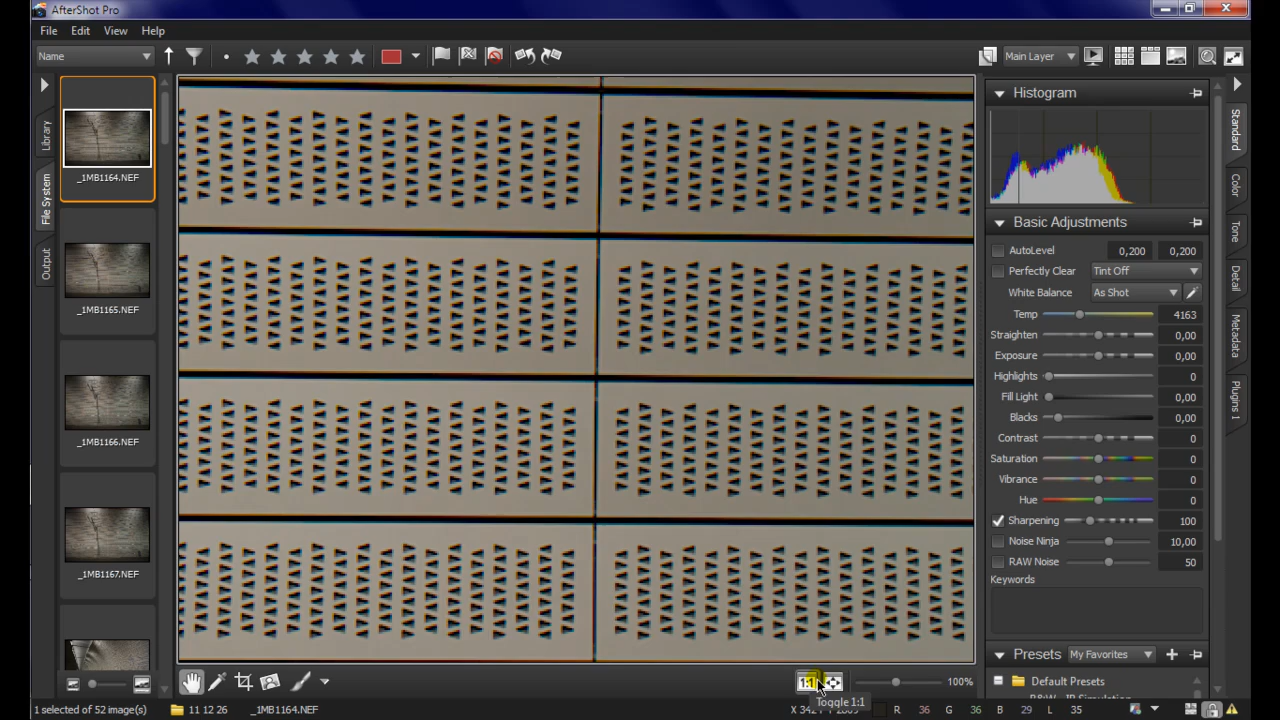 AfterShot Pro
File Edit View Help
Name
Main Layer
Library
File System
Output
_1MB1164.NEF
_1MB1165.NEF
_1MB1166.NEF
_1MB1167.NEF
Histogram
Basic Adjustments
AutoLevel 0,200 0,200
Perfectly Clear Tint Off
White Balance As Shot
Temp 4163
Straighten 0,00
Exposure 0,00
Highlights 0
Fill Light 0,00
Blacks 0,00
Contrast 0
Saturation 0
Vibrance 0
Hue 0
Sharpening 100
Noise Ninja 10,00
RAW Noise 50
Keywords
Presets My Favorites
Default Presets
Standard
Color
Tone
Detail
Metadata
Plugins 1
1:1
100%
Toggle 1:1
1 selected of 52 image(s) 11 12 26 _1MB1164.NEF
R 36 G 36 B 29 L 35